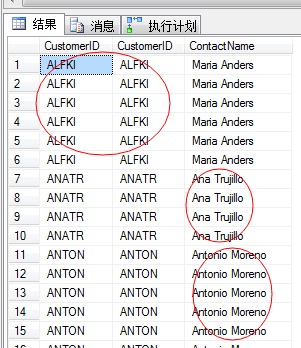 结果 消息 执行计划
CustomerID CustomerID ContactName
1 ALFKI ALFKI Maria Anders
2 ALFKI ALFKI Maria Anders
3 ALFKI ALFKI Maria Anders
4 ALFKI ALFKI Maria Anders
5 ALFKI ALFKI Maria Anders
6 ALFKI ALFKI Maria Anders
7 ANATR ANATR Ana Trujillo
8 ANATR ANATR Ana Trujillo
9 ANATR ANATR Ana Trujillo
10 ANATR ANATR Ana Trujillo
11 ANTON ANTON Antonio Moreno
12 ANTON ANTON Antonio Moreno
13 ANTON ANTON Antonio Moreno
14 ANTON ANTON Antonio Moreno
15 ANTON ANTON Antonio Moreno